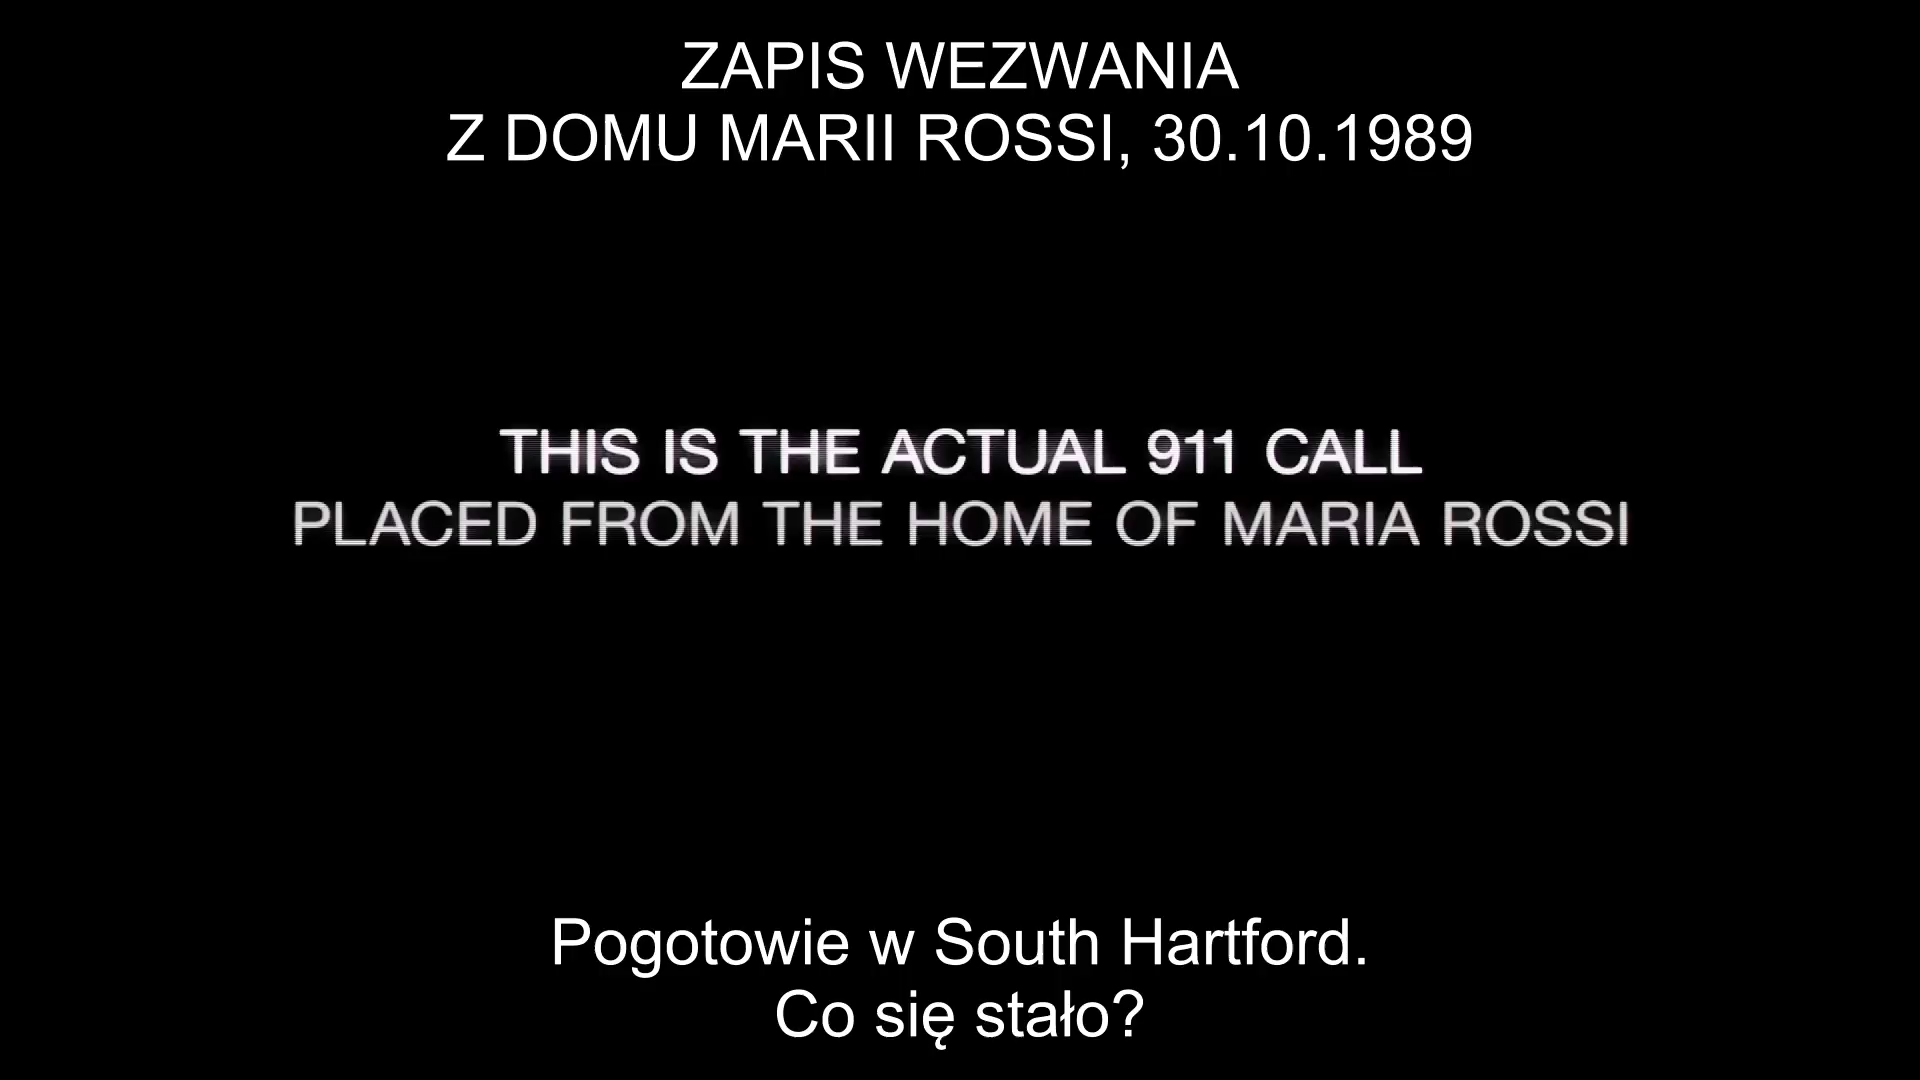 ZAPIS WEZWANIA
Z DOMU MARII ROSSI, 30.10.1989
THIS IS THE ACTUAL 911 CALL
PLACED FROM THE HOME OF MARIA ROSSI
Pogotowie w South Hartford.
Co się stało?